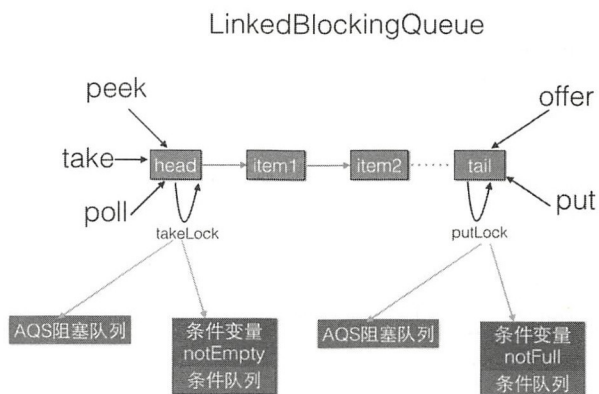 LinkedBlockingQueue
peek
offer
take
head
item1
item2
tail
poll
put
takeLock
putLock
AQS阻塞队列
条件变量
notEmpty
条件队列
AQS阻塞队列
条件变量
notFull
条件队列